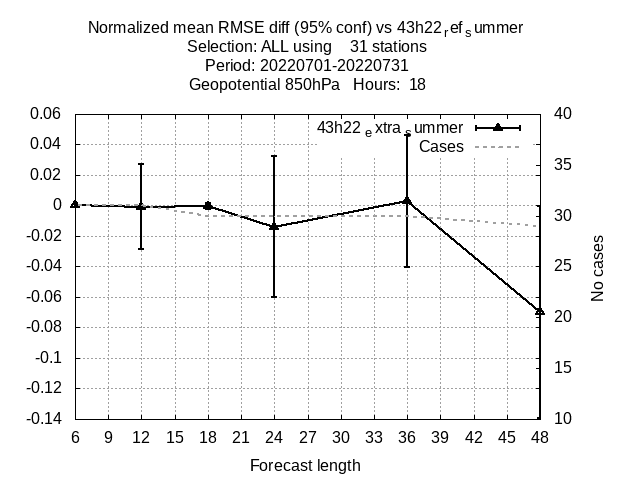 Normalized mean RMSE diff (95% conf) vs 43h22ᵣefₛummer
Selection: ALL using    31 stations
Period: 20220701-20220731
Geopotential 850hPa   Hours:  18
43h22ₑxtraₛummer
Cases
0.06
0.04
0.02
0
-0.02
-0.04
-0.06
-0.08
-0.1
-0.12
-0.14
40
35
30
25
20
15
10
No cases
6 9 12 15 18 21 24 27 30 33 36 39 42 45 48
Forecast length